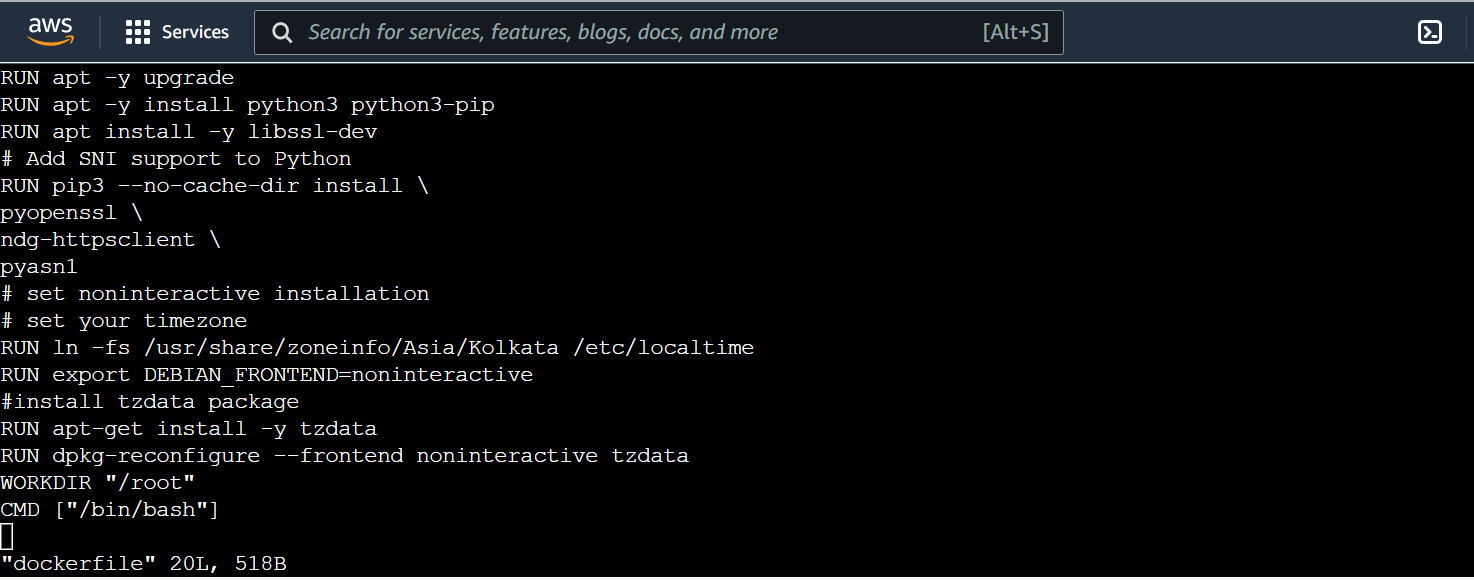 aws
Services
Search for services, features, blogs, docs, and more [Alt+S]
RUN apt -y upgrade
RUN apt -y install python3 python3-pip
RUN apt install -y libssl-dev
# Add SNI support to Python
RUN pip3 --no-cache-dir install \
pyopenssl \
ndg-httpsclient \
pyasn1
# set noninteractive installation
# set your timezone
RUN ln -fs /usr/share/zoneinfo/Asia/Kolkata /etc/localtime
RUN export DEBIAN_FRONTEND=noninteractive
#install tzdata package
RUN apt-get install -y tzdata
RUN dpkg-reconfigure --frontend noninteractive tzdata
WORKDIR "/root"
CMD ["/bin/bash"]
"dockerfile" 20L, 518B